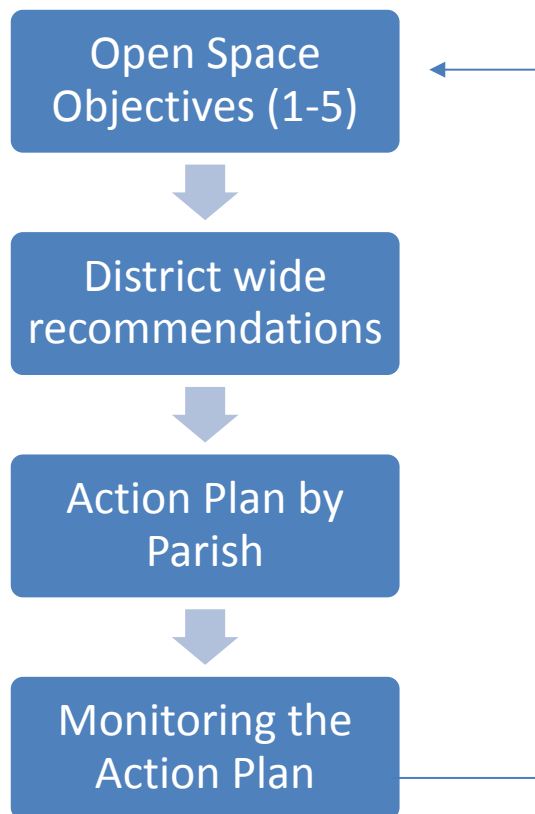 Open Space
Objectives (1-5)
District wide
recommendations
Action Plan by
Parish
Monitoring the
Action Plan